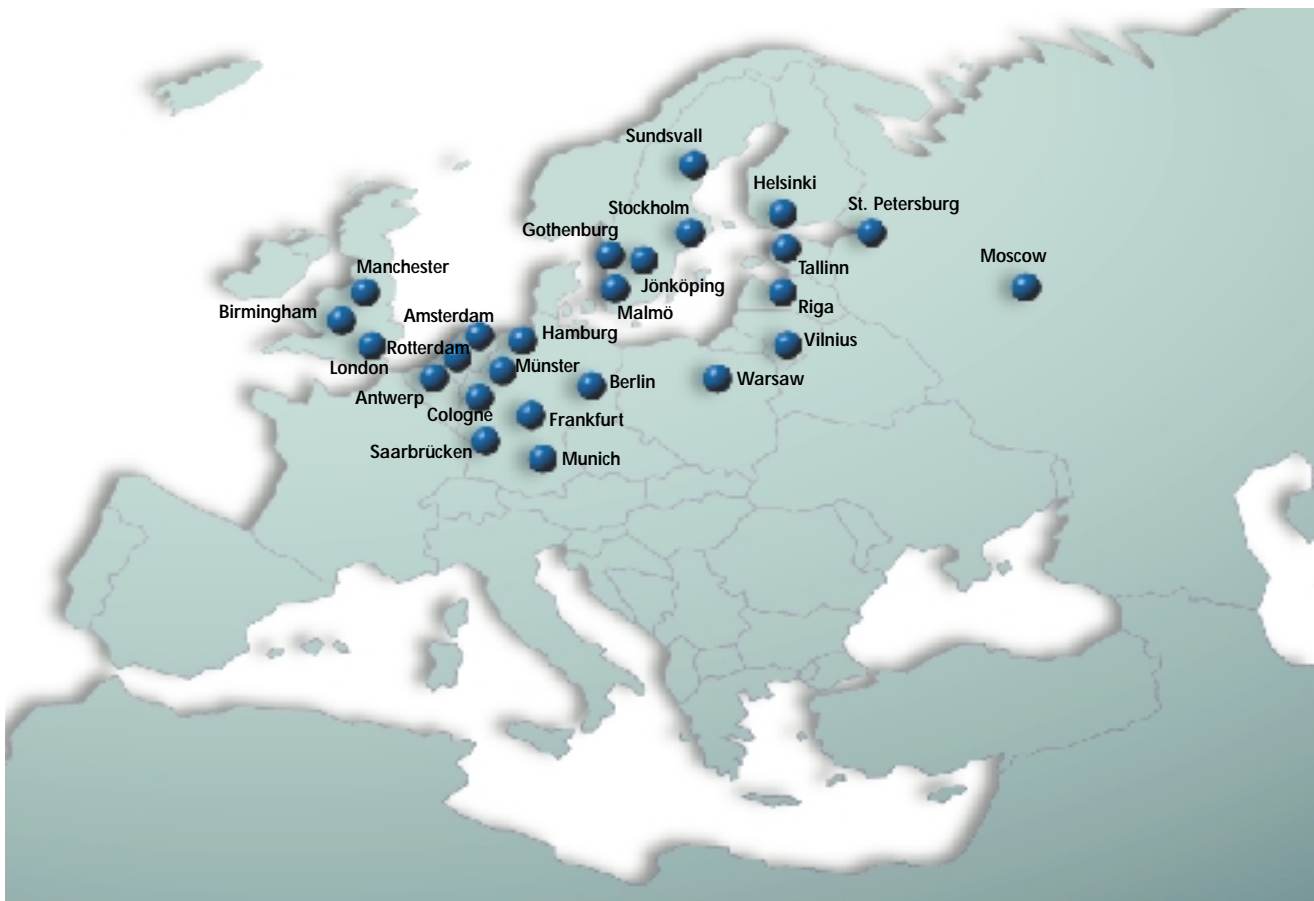 Sundsvall
Helsinki
St. Petersburg
Stockholm
Gothenburg
Moscow
Manchester
Tallinn
Jönköping
Riga
Birmingham
Malmö
Amsterdam
Hamburg
Vilnius
Rotterdam
London
Münster
Warsaw
Berlin
Antwerp
Cologne
Frankfurt
Saarbrücken
Munich